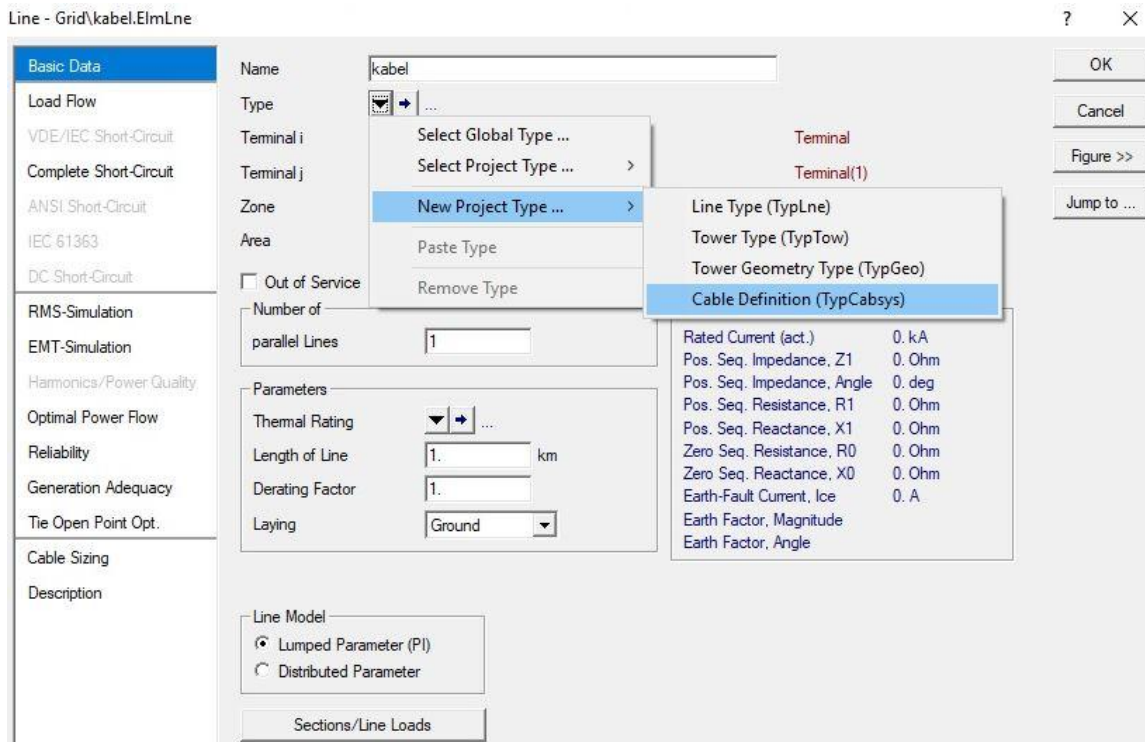 Line - Grid\kabel.ElmLne
?
X
Basic Data
Load Flow
VDE/IEC Short-Circuit
Complete Short-Circuit
ANSI Short-Circuit
IEC 61363
DC Short-Circuit
RMS-Simulation
EMT-Simulation
Harmonics/Power Quality
Optimal Power Flow
Reliability
Generation Adequacy
Tie Open Point Opt.
Cable Sizing
Description
Name kabel
Type ...
Terminal i Terminal
Terminal j Terminal(1)
Zone
Area
Out of Service
Select Global Type ...
Select Project Type ... >
New Project Type ... >
Paste Type
Remove Type
Line Type (TypLne)
Tower Type (TypTow)
Tower Geometry Type (TypGeo)
Cable Definition (TypCabsys)
Number of
parallel Lines 1
Parameters
Thermal Rating ...
Length of Line 1. km
Derating Factor 1.
Laying Ground
Rated Current (act.) 0. kA
Pos. Seq. Impedance, Z1 0. Ohm
Pos. Seq. Impedance, Angle 0. deg
Pos. Seq. Resistance, R1 0. Ohm
Pos. Seq. Reactance, X1 0. Ohm
Zero Seq. Resistance, R0 0. Ohm
Zero Seq. Reactance, X0 0. Ohm
Earth-Fault Current, Ice 0. A
Earth Factor, Magnitude
Earth Factor, Angle
Line Model
Lumped Parameter (PI)
Distributed Parameter
Sections/Line Loads
OK
Cancel
Figure >>
Jump to ...